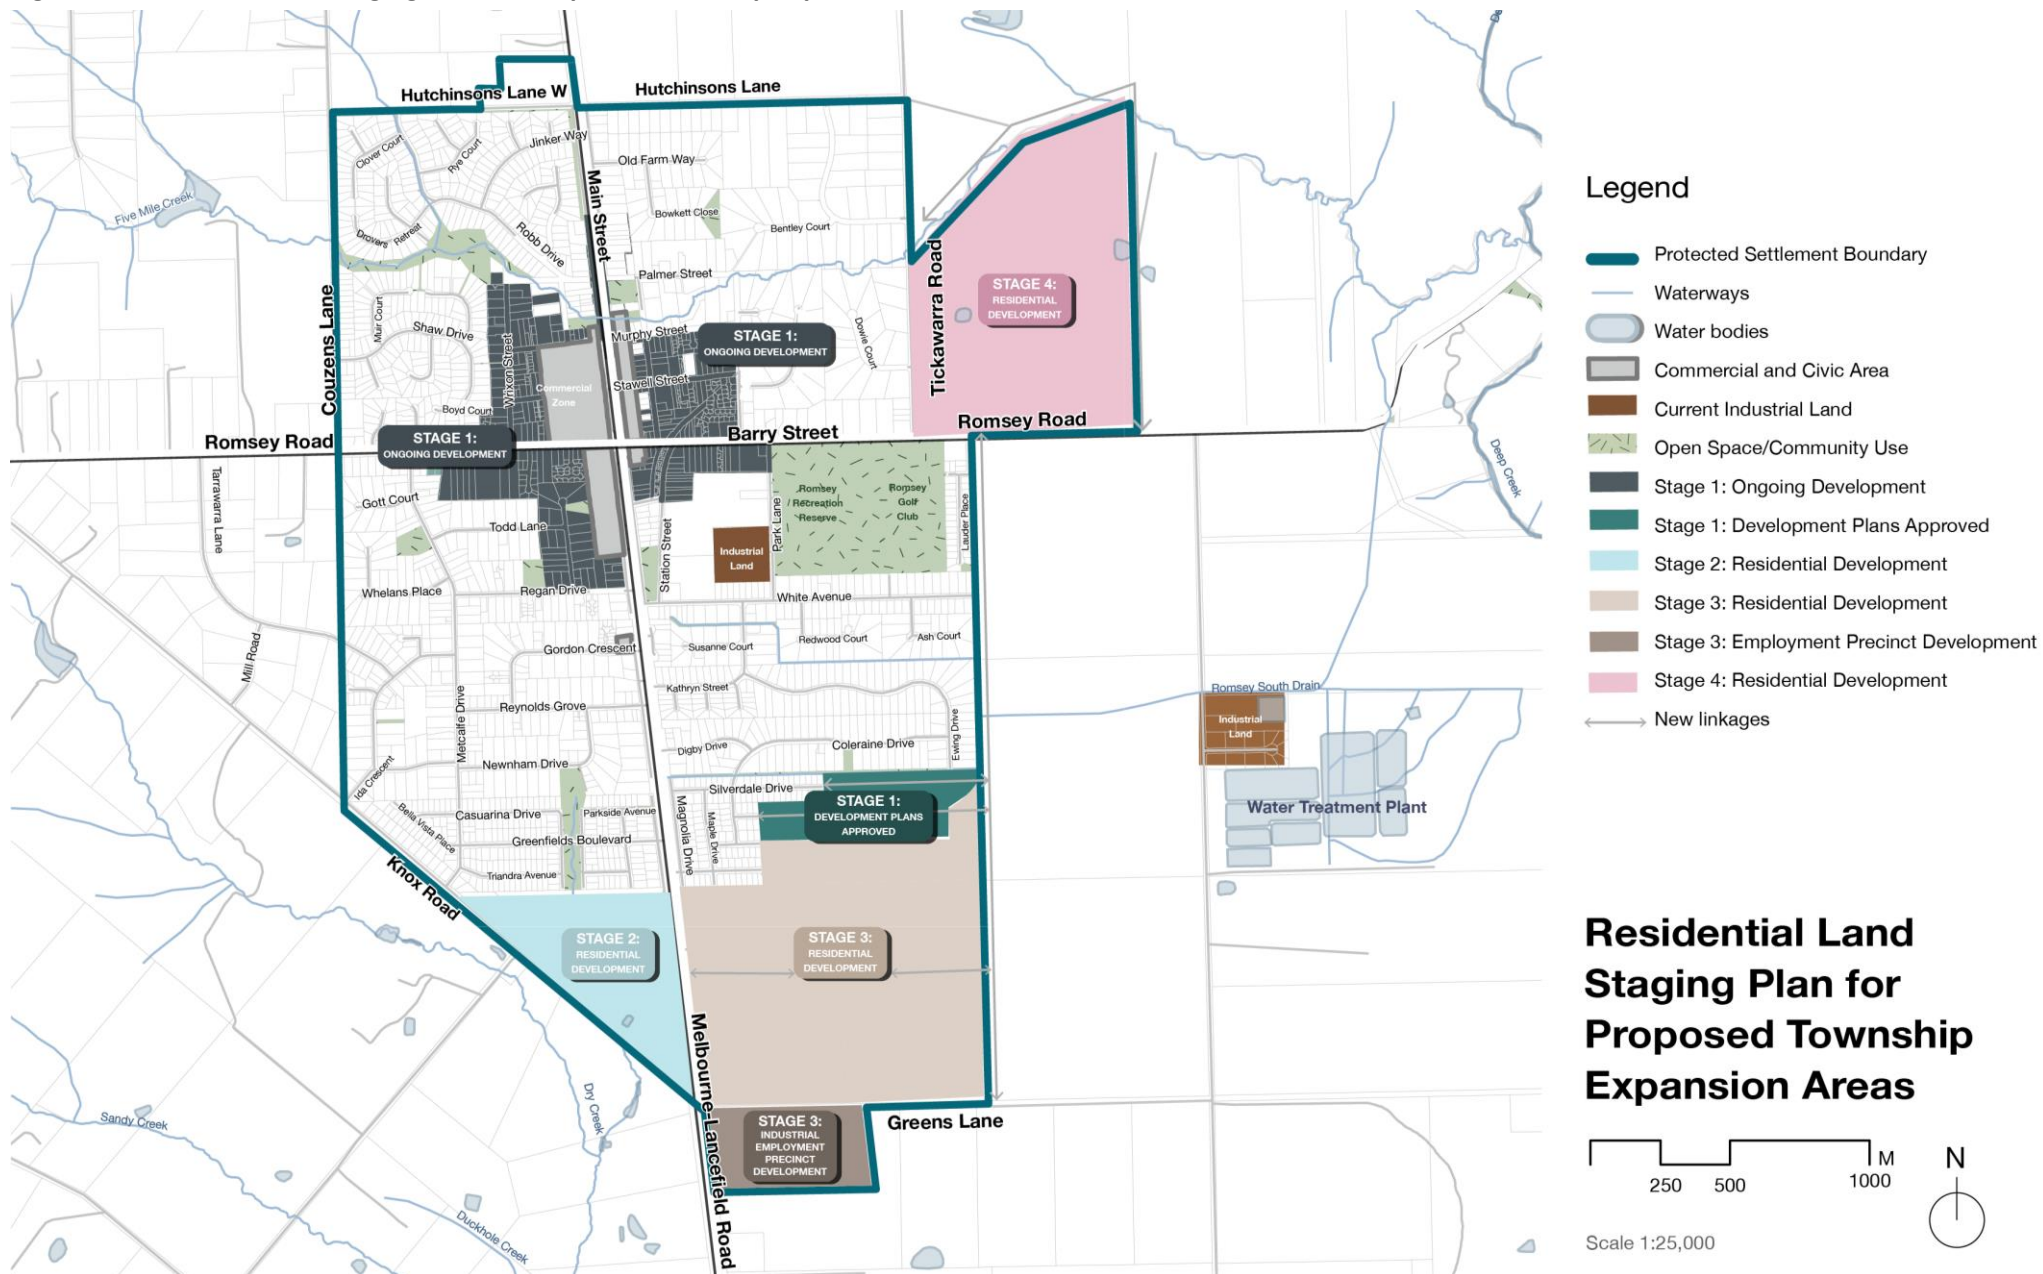 Hutchinsons Lane W
Hutchinsons Lane
Clover Court
Rye Court
Jinker Way
Old Farm Way
Main Street
Five Mile Creek
Drovers Retreat
Robb Drive
Bowkett Close
Bentley Court
Palmer Street
Tickawarra Road
STAGE 4:
RESIDENTIAL
DEVELOPMENT
Couzens Lane
Muir Court
Shaw Drive
Wrixon Street
Murphy Street
STAGE 1:
ONGOING DEVELOPMENT
Dowie Court
Commercial
Zone
Stawell Street
Boyd Court
Romsey Road
STAGE 1:
ONGOING DEVELOPMENT
Barry Street
Romsey Road
Deep Creek
Tarrawarra Lane
Gott Court
Todd Lane
Station Street
Industrial
Land
Park Lane
Romsey
Recreation
Reserve
Romsey
Golf
Club
Lauder Place
Whelans Place
Regan Drive
White Avenue
Mill Road
Gordon Crescent
Susanne Court
Redwood Court
Ash Court
Kathryn Street
Metcalfe Drive
Reynolds Grove
Romsey South Drain
Industrial
Land
Digby Drive
Coleraine Drive
Ewing Drive
Ida Crescent
Newnham Drive
Silverdale Drive
Bella Vista Place
Casuarina Drive
Parkside Avenue
Greenfields Boulevard
Magnolia Drive
Maple Drive
STAGE 1:
DEVELOPMENT PLANS
APPROVED
Water Treatment Plant
Triandra Avenue
Knox Road
STAGE 2:
RESIDENTIAL
DEVELOPMENT
STAGE 3:
RESIDENTIAL
DEVELOPMENT
Melbourne-Lancefield Road
Sandy Creek
Dry Creek
Duckhole Creek
STAGE 3:
INDUSTRIAL
EMPLOYMENT
PRECINCT
DEVELOPMENT
Greens Lane
Legend
Protected Settlement Boundary
Waterways
Water bodies
Commercial and Civic Area
Current Industrial Land
Open Space/Community Use
Stage 1: Ongoing Development
Stage 1: Development Plans Approved
Stage 2: Residential Development
Stage 3: Residential Development
Stage 3: Employment Precinct Development
Stage 4: Residential Development
New linkages
Residential Land
Staging Plan for
Proposed Township
Expansion Areas
M
250 500 1000
N
Scale 1:25,000